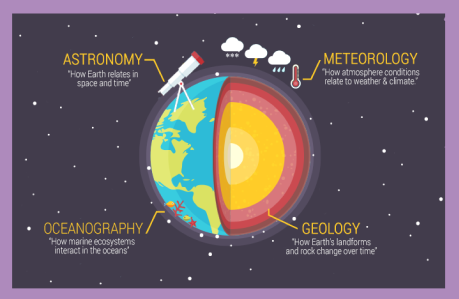 ASTRONOMY
"How Earth relates in
space and time"
METEOROLOGY
"How atmosphere conditions
relate to weather & climate."
OCEANOGRAPHY
"How marine ecosystems
interact in the oceans"
GEOLOGY
"How Earth's landforms
and rock change over time"